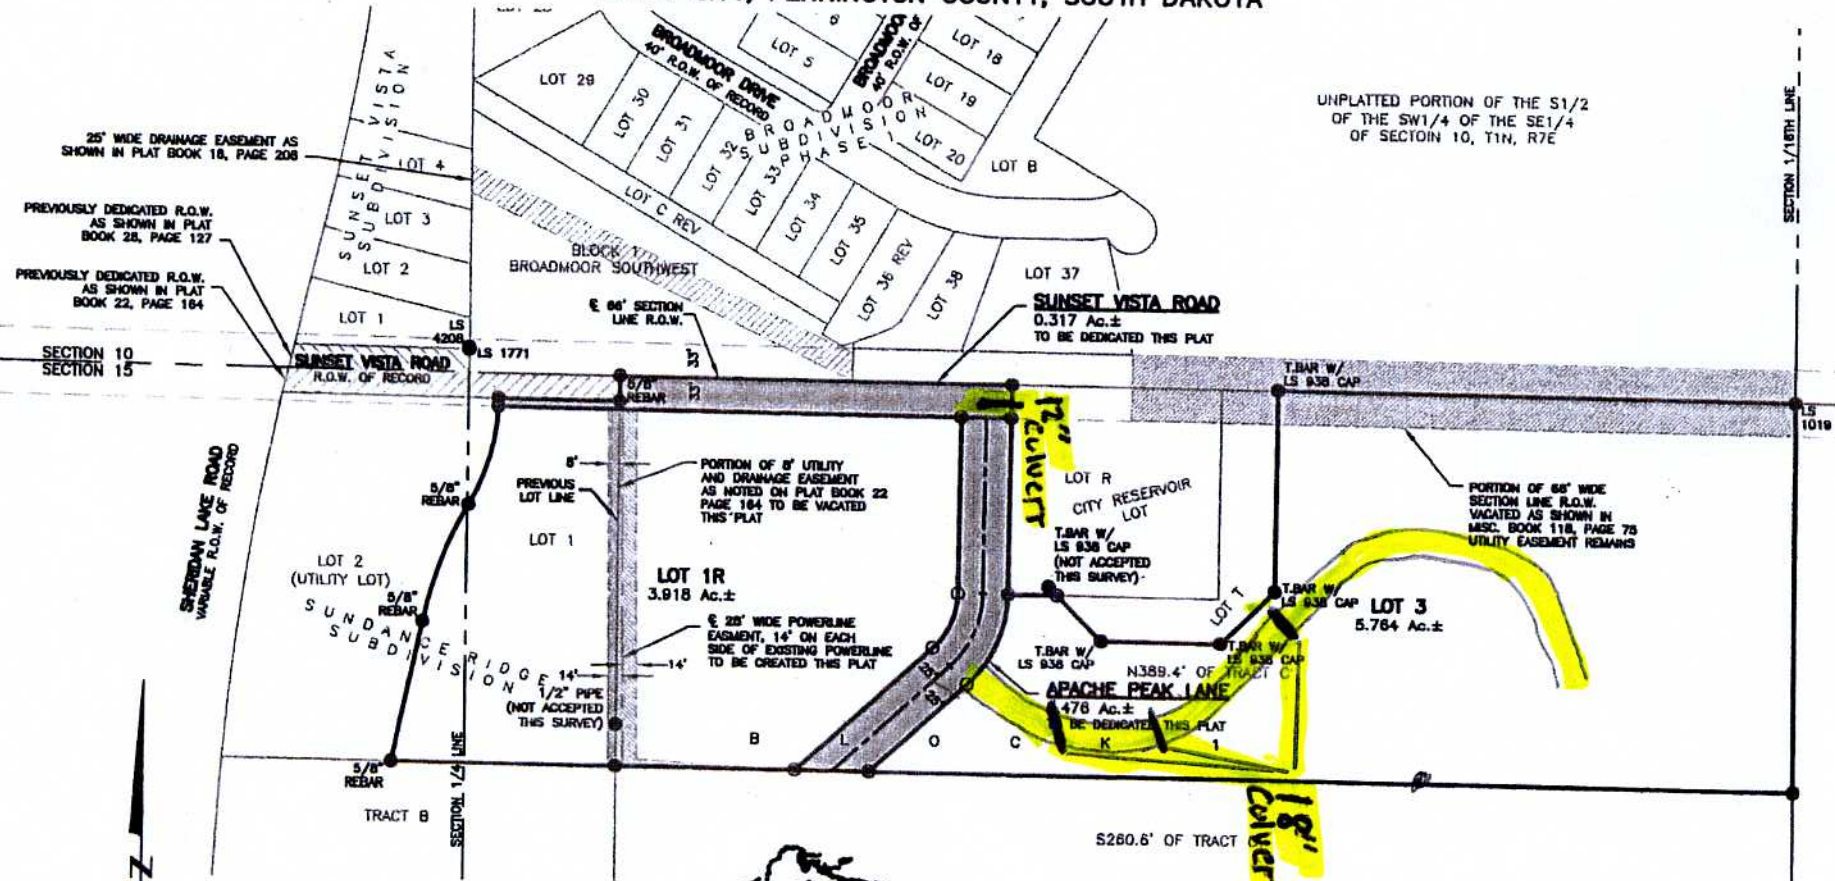 PENNINGTON COUNTY, SOUTH DAKOTA
LOT 29
LOT 30
LOT 31
LOT 32
LOT 33
LOT 34
LOT 35
LOT 36 REV
LOT 38
LOT 37
LOT 5
6
LOT 18
LOT 19
LOT 20
LOT B
LOT C REV
BROADMOOR DRIVE
40' R.O.W. OF RECORD
BROADMOOR
SUBDIVISION
PHASE 1
40' R.O.W. OF
UNPLATTED PORTION OF THE S1/2
OF THE SW1/4 OF THE SE1/4
OF SECTOIN 10, T1N, R7E
SECTION 1/16TH LINE
SUNSET VISTA
SUBDIVISION
25' WIDE DRAINAGE EASEMENT AS
SHOWN IN PLAT BOOK 16, PAGE 208
LOT 4
LOT 3
LOT 2
LOT 1
PREVIOUSLY DEDICATED R.O.W.
AS SHOWN IN PLAT
BOOK 28, PAGE 127
PREVIOUSLY DEDICATED R.O.W.
AS SHOWN IN PLAT
BOOK 22, PAGE 164
BLOCK
BROADMOOR SOUTHWEST
℄ 66' SECTION
LINE R.O.W.
SUNSET VISTA ROAD
0.317 Ac.±
TO BE DEDICATED THIS PLAT
LS
4208
LS 1771
SECTION 10
SECTION 15
SUNSET VISTA ROAD
R.O.W. OF RECORD
33'
5/8"
REBAR
T.BAR W/
LS 938 CAP
LS
1019
12"
Culvert
SHERIDAN LAKE ROAD
VARIABLE R.O.W. OF RECORD
8'
PREVIOUS
LOT LINE
PORTION OF 8' UTILITY
AND DRAINAGE EASEMENT
AS NOTED ON PLAT BOOK 22
PAGE 164 TO BE VACATED
THIS PLAT
5/8"
REBAR
LOT R
CITY RESERVOIR
LOT
PORTION OF 66' WIDE
SECTION LINE R.O.W.
VACATED AS SHOWN IN
MISC. BOOK 118, PAGE 75
UTILITY EASEMENT REMAINS
LOT 1
T.BAR W/
LS 938 CAP
(NOT ACCEPTED
THIS SURVEY)
LOT 2
(UTILITY LOT)
LOT 1R
3.918 Ac.±
5/8"
REBAR
LOT T
T.BAR W/
LS 938 CAP
LOT 3
5.764 Ac.±
SUNDANCE RIDGE
SUBDIVISION
℄ 28' WIDE POWERLINE
EASMENT, 14' ON EACH
SIDE OF EXISTING POWERLINE
TO BE CREATED THIS PLAT
14'
14'
T.BAR W/
LS 938 CAP
T.BAR W/
LS 938 CAP
N389.4' OF TRACT C
1/2" PIPE
(NOT ACCEPTED
THIS SURVEY)
APACHE PEAK LANE
.476 Ac.±
BE DEDICATED THIS PLAT
BLOCK 1
5/8"
REBAR
SECTION 1/4 LINE
TRACT B
S260.6' OF TRACT
18"
Culver
N